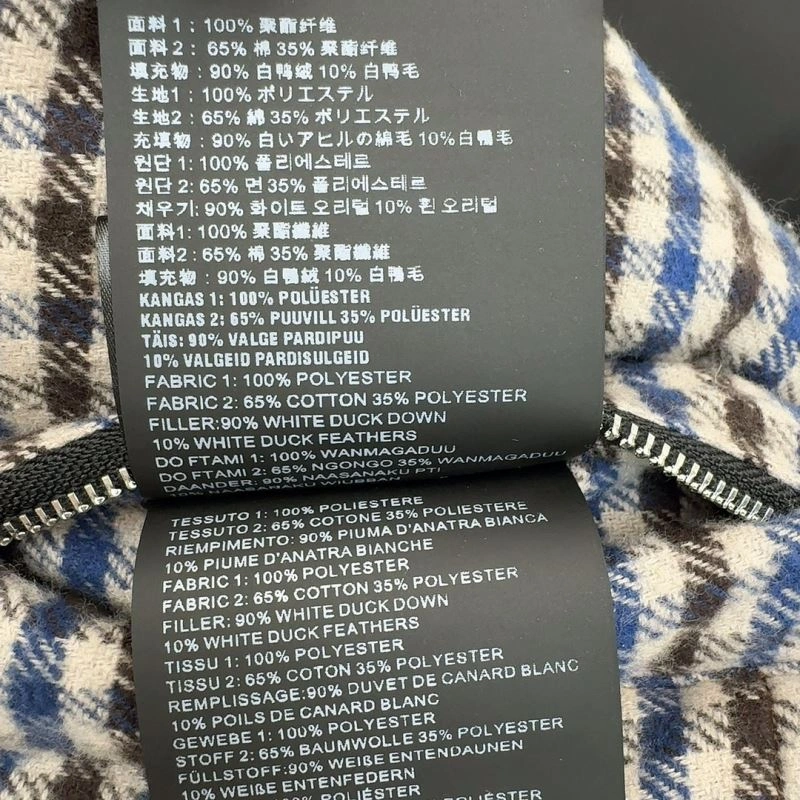 面料1：100% 聚酯纤维
面料2：65% 棉 35% 聚酯纤维
填充物：90% 白鸭绒 10% 白鸭毛
生地1：100% ポリエステル
生地2：65% 綿 35% ポリエステル
充填物：90% 白いアヒルの綿毛 10% 白鴨毛
원단 1: 100% 폴리에스테르
원단 2: 65% 면 35% 폴리에스테르
채우기: 90% 화이트 오리털 10% 흰 오리털
面料1: 100% 聚酯纖維
面料2: 65% 棉 35% 聚酯纖維
填充物：90% 白鴨絨 10% 白鴨毛
KANGAS 1: 100% POLÜESTER
KANGAS 2: 65% PUUVILL 35% POLÜESTER
TÄIS: 90% VALGE PARDIPUU
10% VALGEID PARDISULGEID
FABRIC 1: 100% POLYESTER
FABRIC 2: 65% COTTON 35% POLYESTER
FILLER:90% WHITE DUCK DOWN
10% WHITE DUCK FEATHERS
DO FTAMI 1: 100% WANMAGADUU
DO FTAMI 2: 65% NGONGO 35% WANMAGADUU
DAANDER: 90% NAASANAKU PTI
TESSUTO 1: 100% POLIESTERE
TESSUTO 2: 65% COTONE 35% POLIESTERE
RIEMPIMENTO: 90% PIUMA D'ANATRA BIANCA
10% PIUME D'ANATRA BIANCHE
FABRIC 1: 100% POLYESTER
FABRIC 2: 65% COTTON 35% POLYESTER
FILLER: 90% WHITE DUCK DOWN
10% WHITE DUCK FEATHERS
TISSU 1: 100% POLYESTER
TISSU 2: 65% COTON 35% POLYESTER
REMPLISSAGE:90% DUVET DE CANARD BLANC
10% POILS DE CANARD BLANC
GEWEBE 1: 100% POLYESTER
STOFF 2: 65% BAUMWOLLE 35% POLYESTER
FÜLLSTOFF:90% WEIßE ENTENDAUNEN
10% WEIßE ENTENFEDERN
100% POLIÉSTER
POLIÉSTER